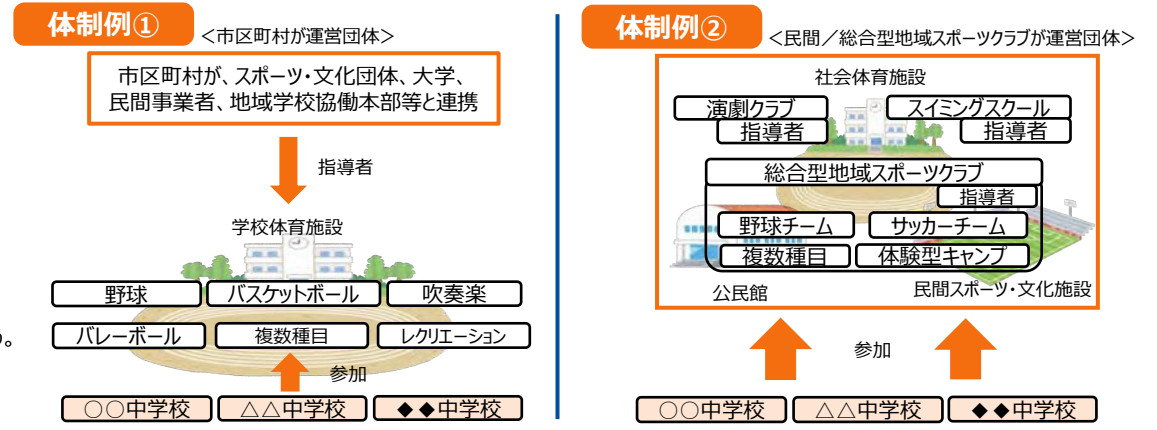 体制例①
<市区町村が運営団体>
市区町村が、スポーツ・文化団体、大学、
民間事業者、地域学校協働本部等と連携
指導者
学校体育施設
野球
バスケットボール
吹奏楽
バレーボール
複数種目
レクリエーション
。
参加
○○中学校
△△中学校
◆◆中学校
体制例②
<民間/総合型地域スポーツクラブが運営団体>
社会体育施設
演劇クラブ
スイミングスクール
指導者
指導者
総合型地域スポーツクラブ
指導者
野球チーム
サッカーチーム
複数種目
体験型キャンプ
公民館
民間スポーツ・文化施設
参加
○○中学校
△△中学校
◆◆中学校